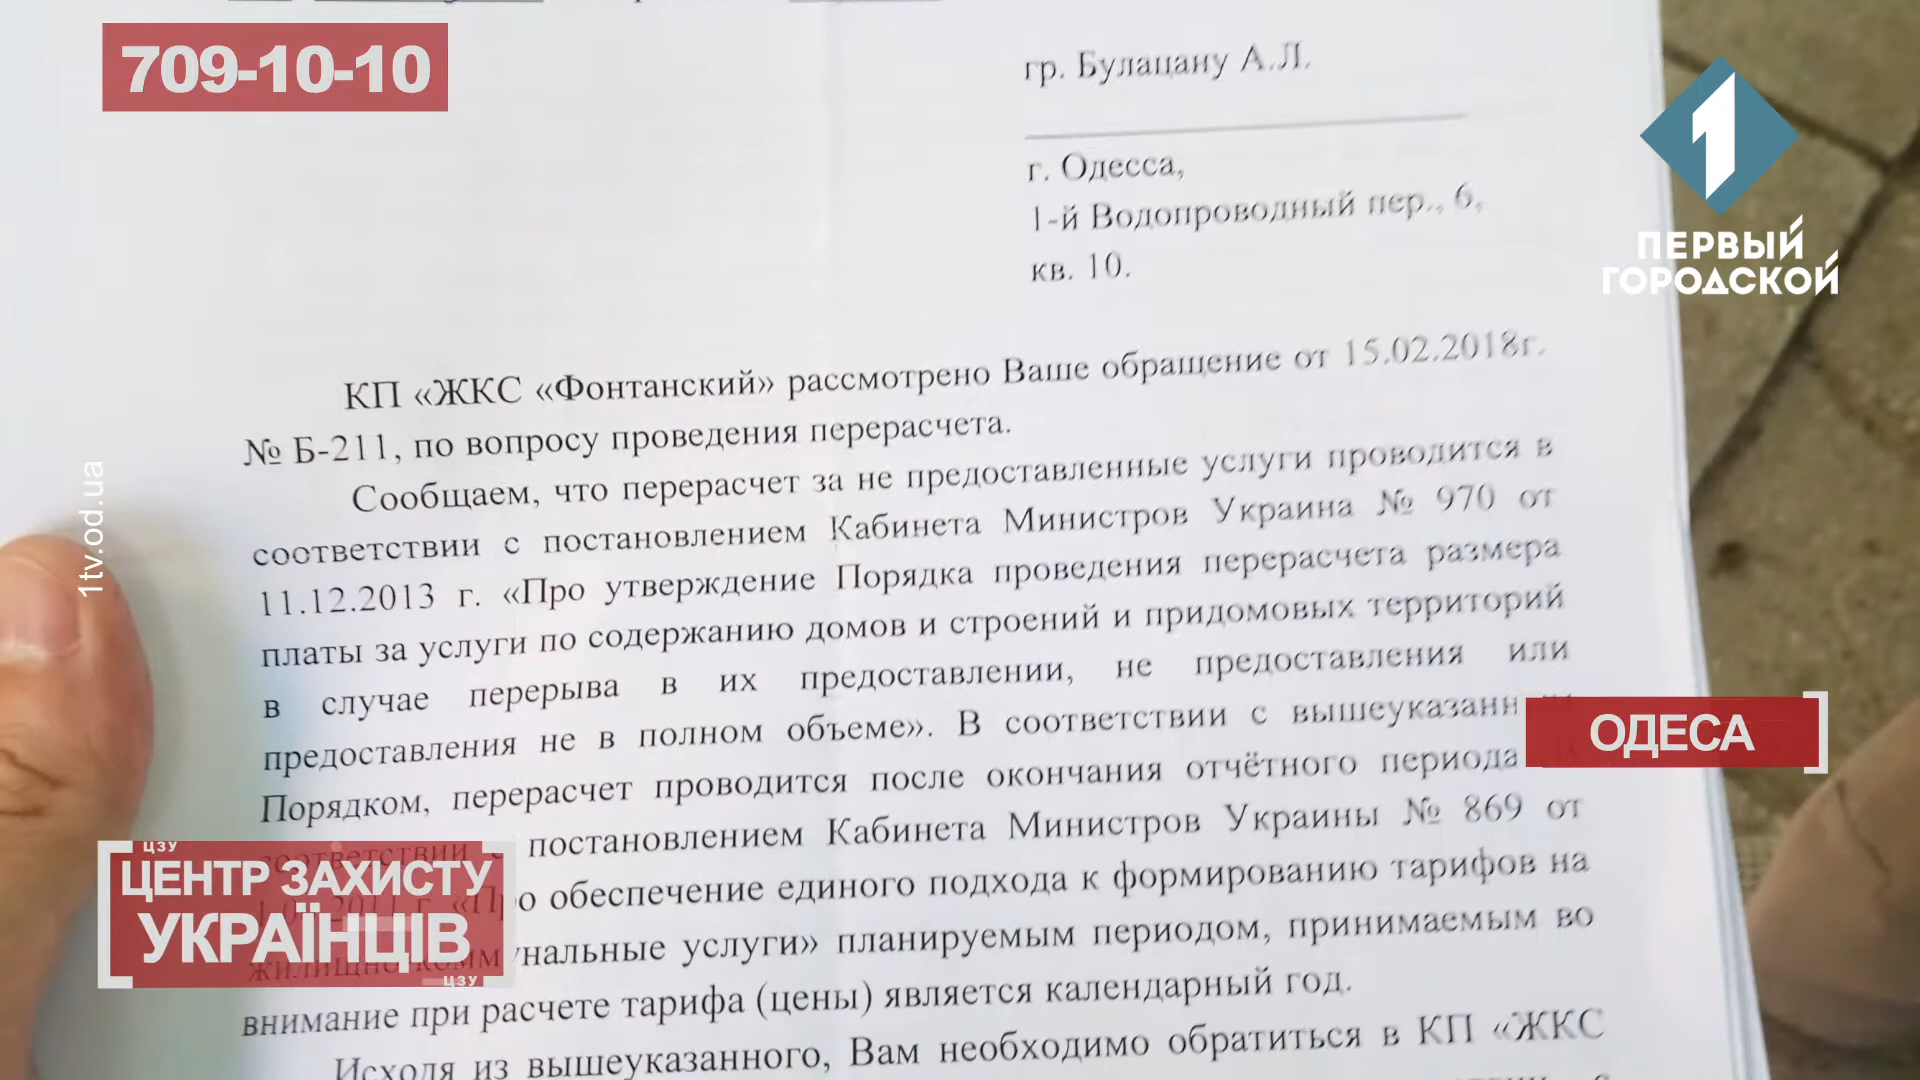 709-10-10
гр. Булацану А.Л.
г. Одесса,
1-й Водопроводный пер., 6,
кв. 10.
1
ПЕРВЫЙ
ГОРОДСКОЙ
КП «ЖКС «Фонтанский» рассмотрено Ваше обращение от 15.02.2018г.
№ Б-211, по вопросу проведения перерасчета.
Сообщаем, что перерасчет за не предоставленные услуги проводится в
соответствии с постановлением Кабинета Министров Украина № 970 от
11.12.2013 г. «Про утверждение Порядка проведения перерасчета размера
платы за услуги по содержанию домов и строений и придомовых территорий
в случае перерыва в их предоставлении, не предоставления или
предоставления не в полном объеме». В соответствии с
Порядком, перерасчет проводится после окончания отчётного периода
постановлением Кабинета Министров Украины № 869 от
обеспечение единого подхода к формированию тарифов на
услуги» планируемым периодом, принимаемым во
внимание при расчете тарифа (цены) является календарный год.
Исходя из вышеуказанного, Вам необходимо обратиться в КП «ЖКС
1tv.od.ua
ОДЕСА
ЦЗУ
ЦЕНТР ЗАХИСТУ
УКРАЇНЦІВ
ЦЗУ